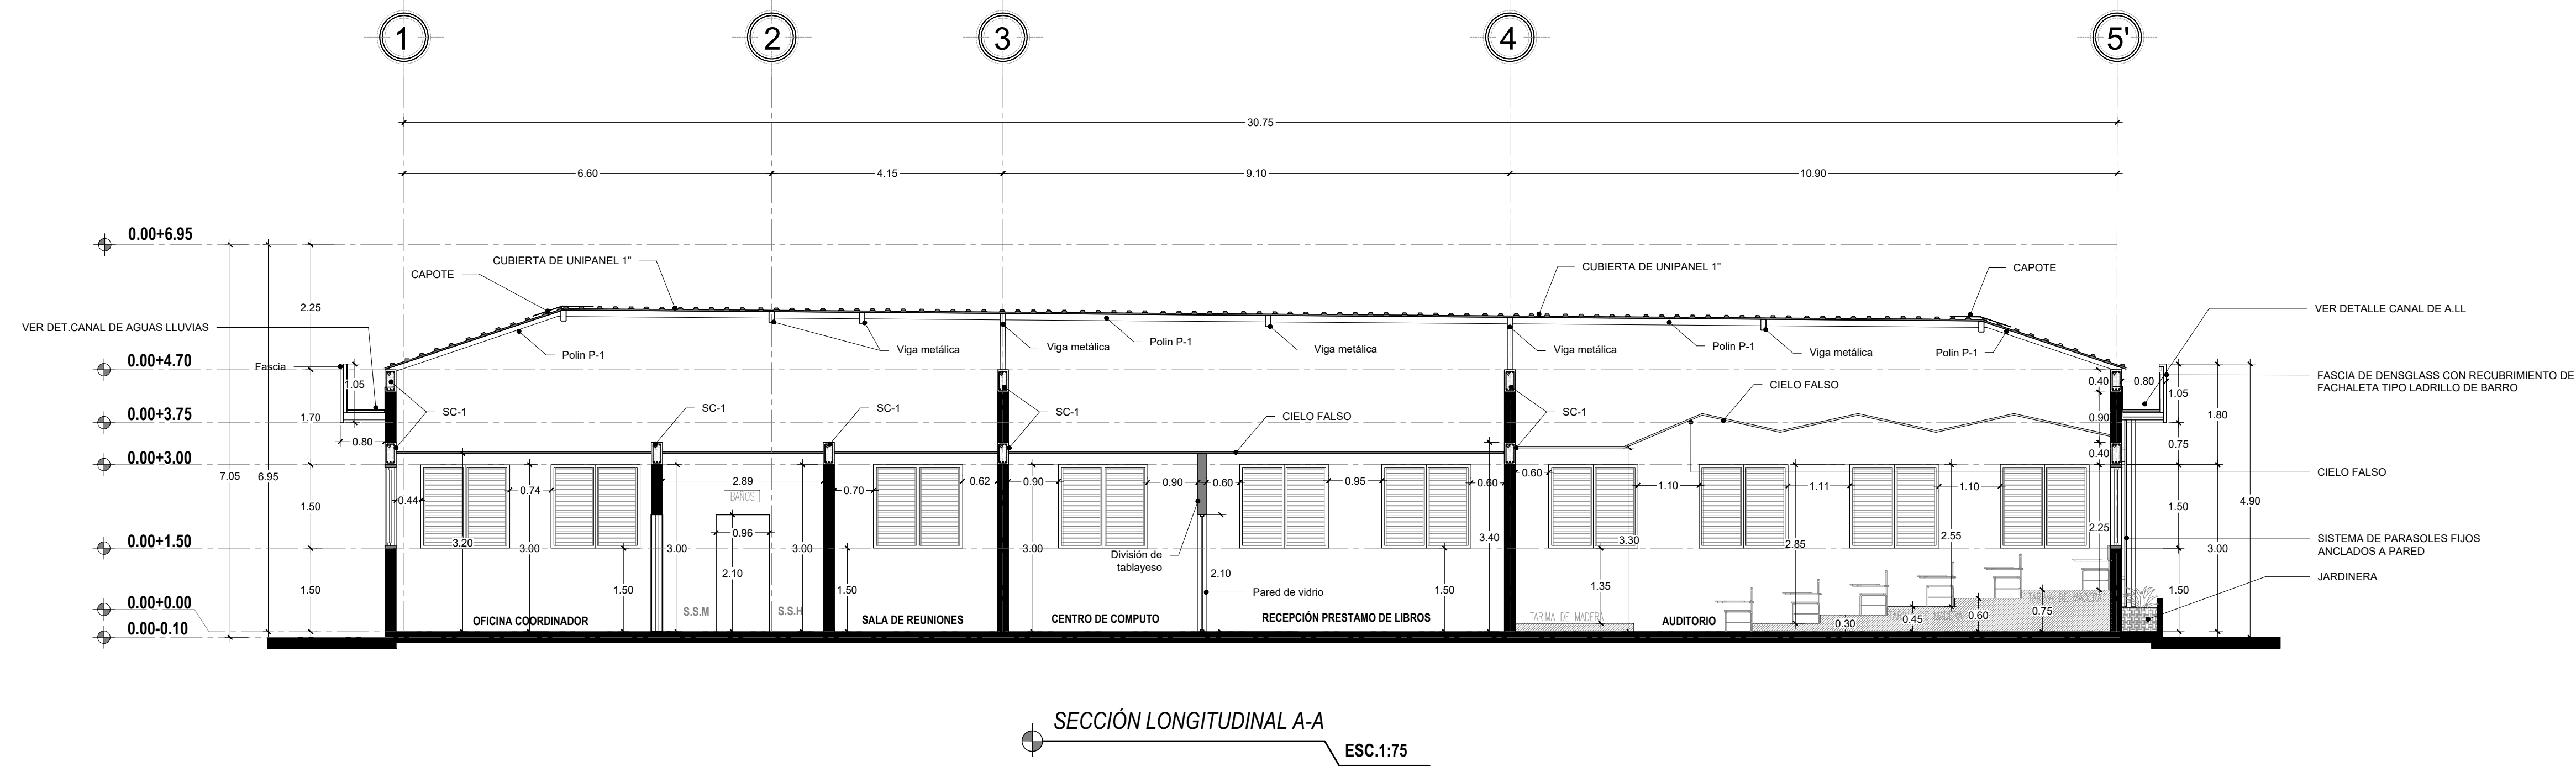 1
2
3
4
5'
30.75
6.60
4.15
9.10
10.90
0.00+6.95
CUBIERTA DE UNIPANEL 1"
CAPOTE
CUBIERTA DE UNIPANEL 1"
CAPOTE
2.25
VER DET.CANAL DE AGUAS LLUVIAS
VER DETALLE CANAL DE A.LL
Polin P-1
Viga metálica
Viga metálica
Polin P-1
Viga metálica
Viga metálica
Polin P-1
Viga metálica
Polin P-1
0.00+4.70
Fascia
1.05
0.40
0.80
1.05
FASCIA DE DENSGLASS CON RECUBRIMIENTO DE
FACHALETA TIPO LADRILLO DE BARRO
CIELO FALSO
0.00+3.75
1.70
SC-1
SC-1
SC-1
SC-1
CIELO FALSO
SC-1
0.90
1.80
0.80
0.75
0.40
0.00+3.00
7.05
6.95
0.44
0.74
2.89
BAÑOS
0.70
0.62
0.90
0.90
0.60
0.95
0.60
0.60
1.10
1.11
1.10
CIELO FALSO
4.90
1.50
1.50
0.00+1.50
3.20
3.00
3.00
0.96
3.00
3.00
División de
tablayeso
3.40
3.30
2.85
2.55
2.25
SISTEMA DE PARASOLES FIJOS
ANCLADOS A PARED
3.00
1.50
1.50
2.10
1.50
2.10
Pared de vidrio
1.50
1.35
1.50
JARDINERA
0.00+0.00
S.S.M
S.S.H
OFICINA COORDINADOR
SALA DE REUNIONES
CENTRO DE COMPUTO
RECEPCIÓN PRESTAMO DE LIBROS
TARIMA DE MADERA
AUDITORIO
0.30
0.45
TARIMA DE MADERA
0.60
0.75
TARIMA DE MADERA
0.00-0.10
SECCIÓN LONGITUDINAL A-A
ESC.1:75